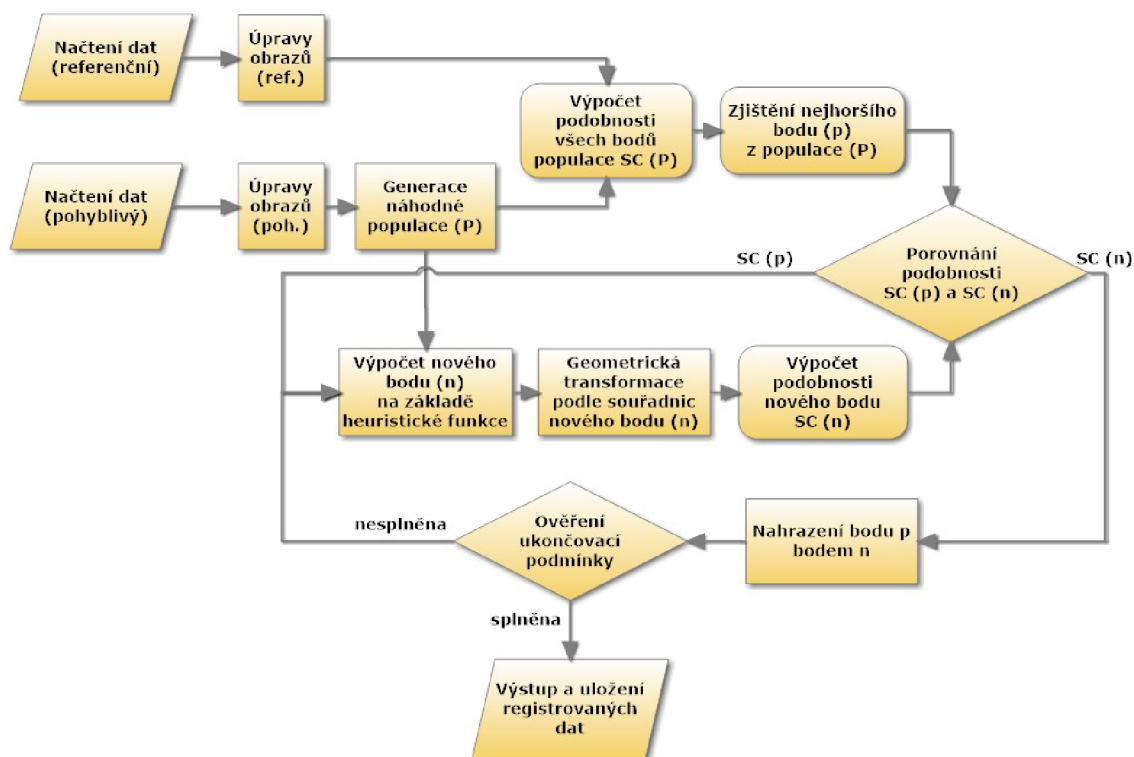 Načtení dat
(referenční)
Úpravy
obrazů
(ref.)
Výpočet
podobnosti
všech bodů
populace SC (P)
Zjištění nejhoršího
bodu (p)
z populace (P)
Načtení dat
(pohyblivý)
Úpravy
obrazů
(poh.)
Generace
náhodné
populace (P)
SC (p)
Porovnání
podobnosti
SC (p) a SC (n)
SC (n)
Výpočet nového
bodu (n)
na základě
heuristické funkce
Geometrická
transformace
podle souřadnic
nového bodu (n)
Výpočet
podobnosti
nového bodu
SC (n)
nesplněna
Ověření
ukončovací
podmínky
Nahrazení bodu p
bodem n
splněna
Výstup a uložení
registrovaných
dat